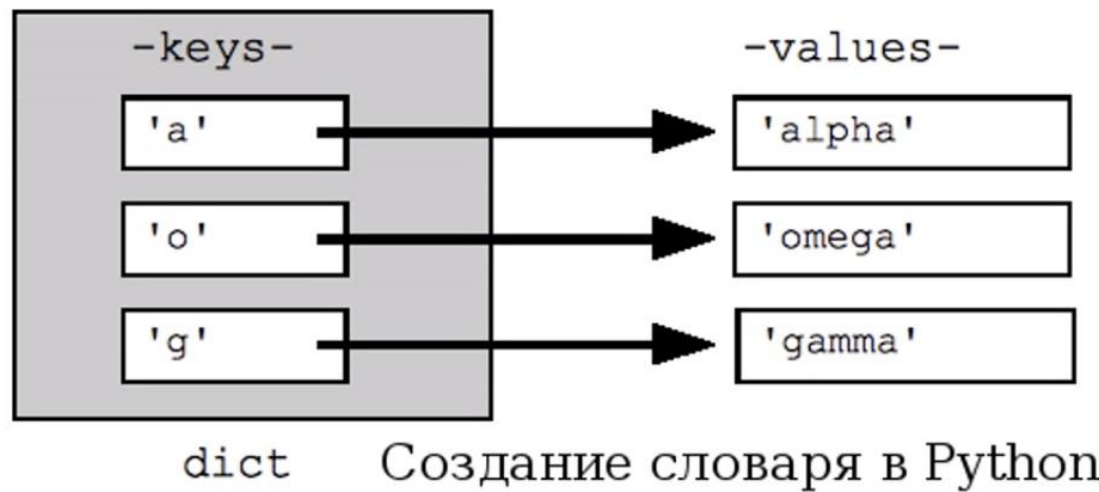 -keys- -values-
'a' 'alpha'
'o' 'omega'
'g' 'gamma'
dict Создание словаря в Python